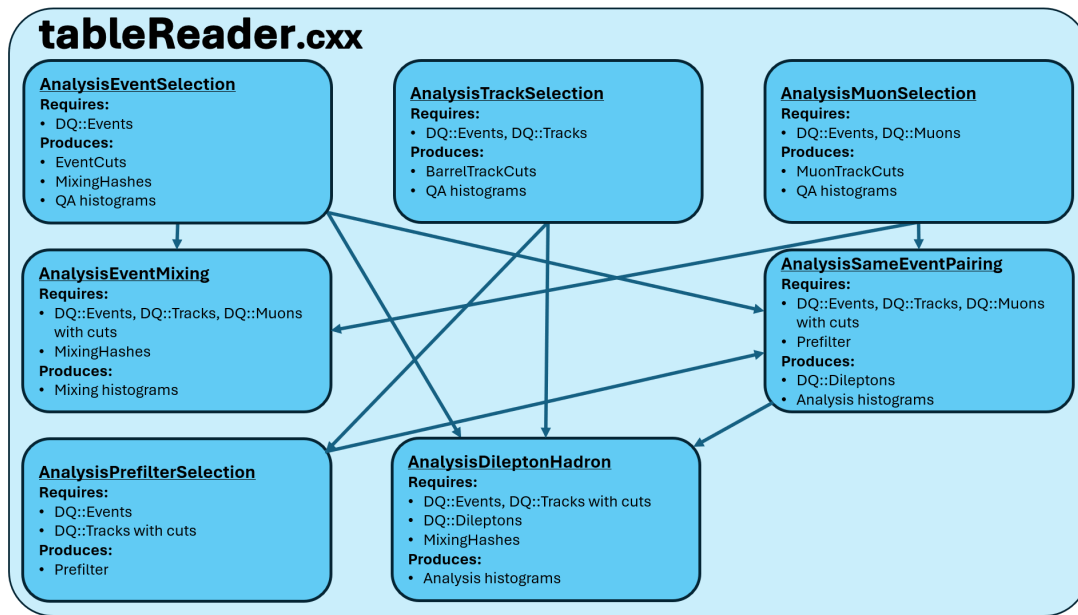 tableReader.cxx
AnalysisEventSelection
Requires:
• DQ::Events
Produces:
• EventCuts
• MixingHashes
• QA histograms
AnalysisTrackSelection
Requires:
• DQ::Events, DQ::Tracks
Produces:
• BarrelTrackCuts
• QA histograms
AnalysisMuonSelection
Requires:
• DQ::Events, DQ::Muons
Produces:
• MuonTrackCuts
• QA histograms
AnalysisEventMixing
Requires:
• DQ::Events, DQ::Tracks, DQ::Muons
with cuts
• MixingHashes
Produces:
• Mixing histograms
AnalysisSameEventPairing
Requires:
• DQ::Events, DQ::Tracks, DQ::Muons
with cuts
• Prefilter
Produces:
• DQ::Dileptons
• Analysis histograms
AnalysisPrefilterSelection
Requires:
• DQ::Events
• DQ::Tracks with cuts
Produces:
• Prefilter
AnalysisDileptonHadron
Requires:
• DQ::Events, DQ::Tracks with cuts
• DQ::Dileptons
• MixingHashes
Produces:
• Analysis histograms